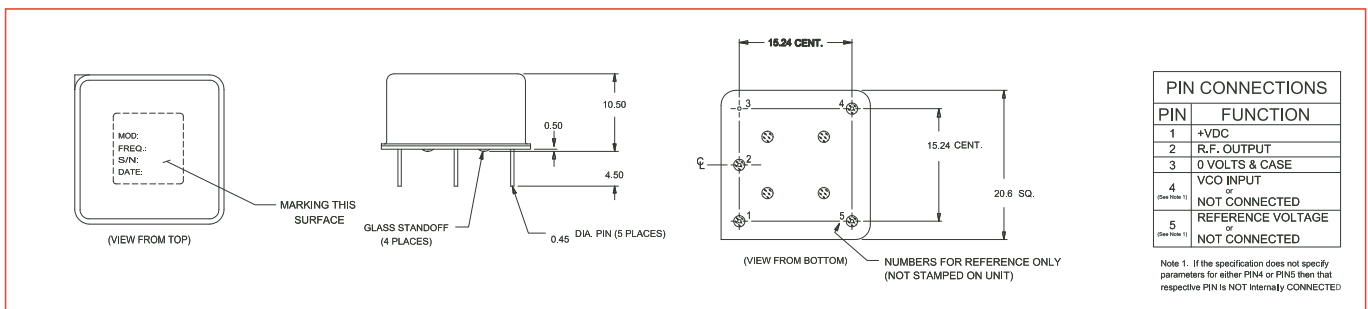 MOD:
FREQ.:
S/N:
DATE:
MARKING THIS
SURFACE
(VIEW FROM TOP)
10.50
0.50
4.50
GLASS STANDOFF
(4 PLACES)
0.45 DIA. PIN (5 PLACES)
15.24 CENT.
3
4
15.24 CENT.
℄
2
20.6 SQ.
1
5
(VIEW FROM BOTTOM)
NUMBERS FOR REFERENCE ONLY
(NOT STAMPED ON UNIT)
PIN CONNECTIONS
PIN FUNCTION
1 +VDC
2 R.F. OUTPUT
3 0 VOLTS & CASE
4 VCO INPUT
(See Note 1) or
NOT CONNECTED
5 REFERENCE VOLTAGE
(See Note 1) or
NOT CONNECTED
Note 1. If the specification does not specify
parameters for either PIN4 or PIN5 then that
respective PIN is NOT Internally CONNECTED